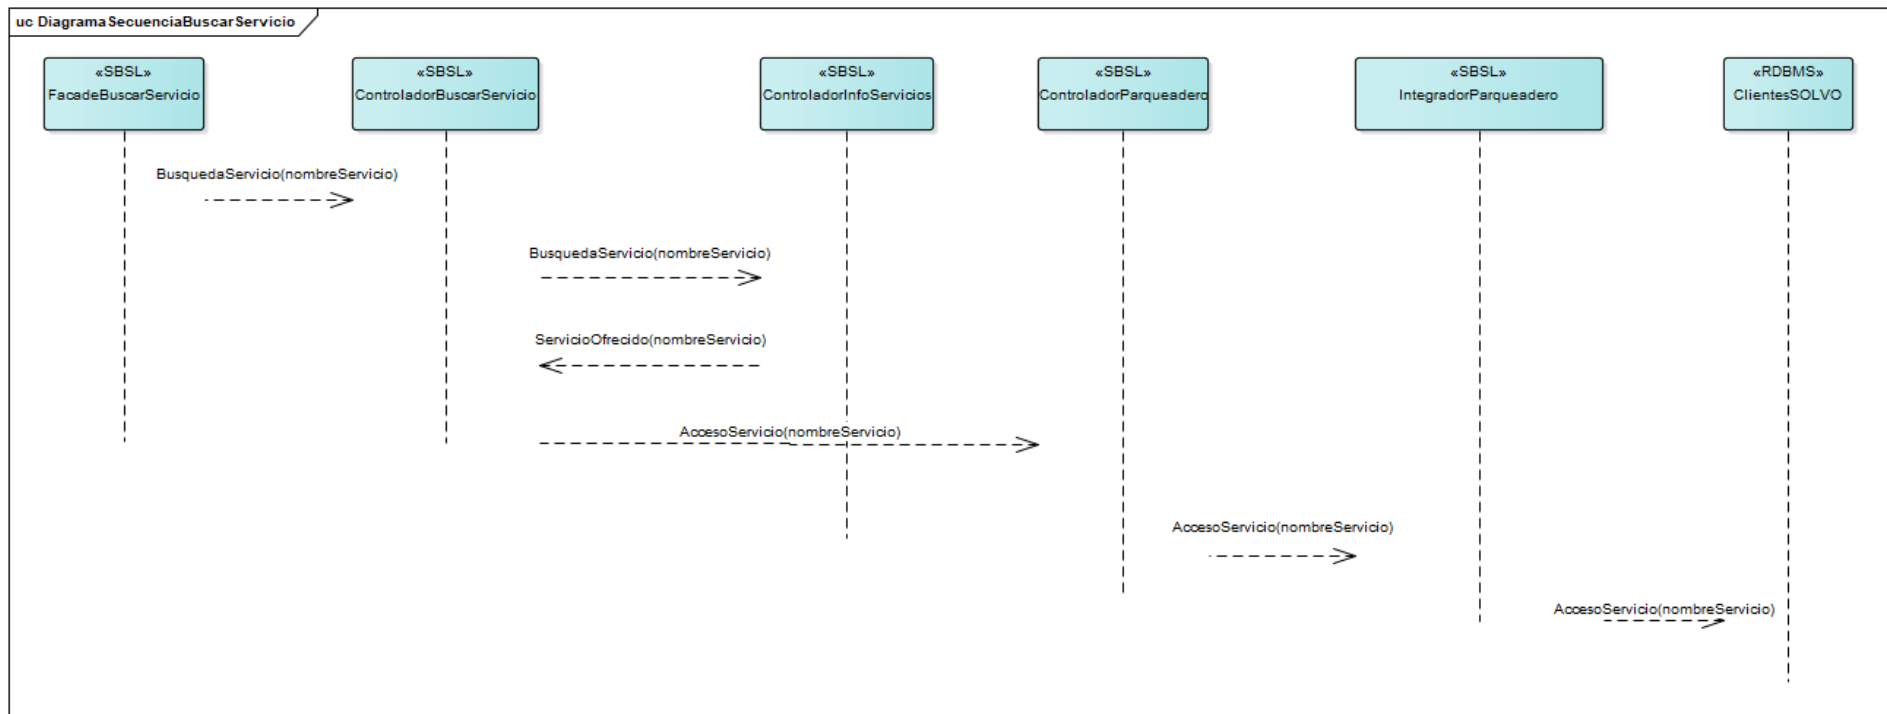 uc DiagramaSecuenciaBuscarServicio
«SBSL»
FacadeBuscarServicio
«SBSL»
ControladorBuscarServicio
«SBSL»
ControladorInfoServicios
«SBSL»
ControladorParqueadero
«SBSL»
IntegradorParqueadero
«RDBMS»
ClientesSOLVO
BusquedaServicio(nombreServicio)
BusquedaServicio(nombreServicio)
ServicioOfrecido(nombreServicio)
AccesoServicio(nombreServicio)
AccesoServicio(nombreServicio)
AccesoServicio(nombreServicio)